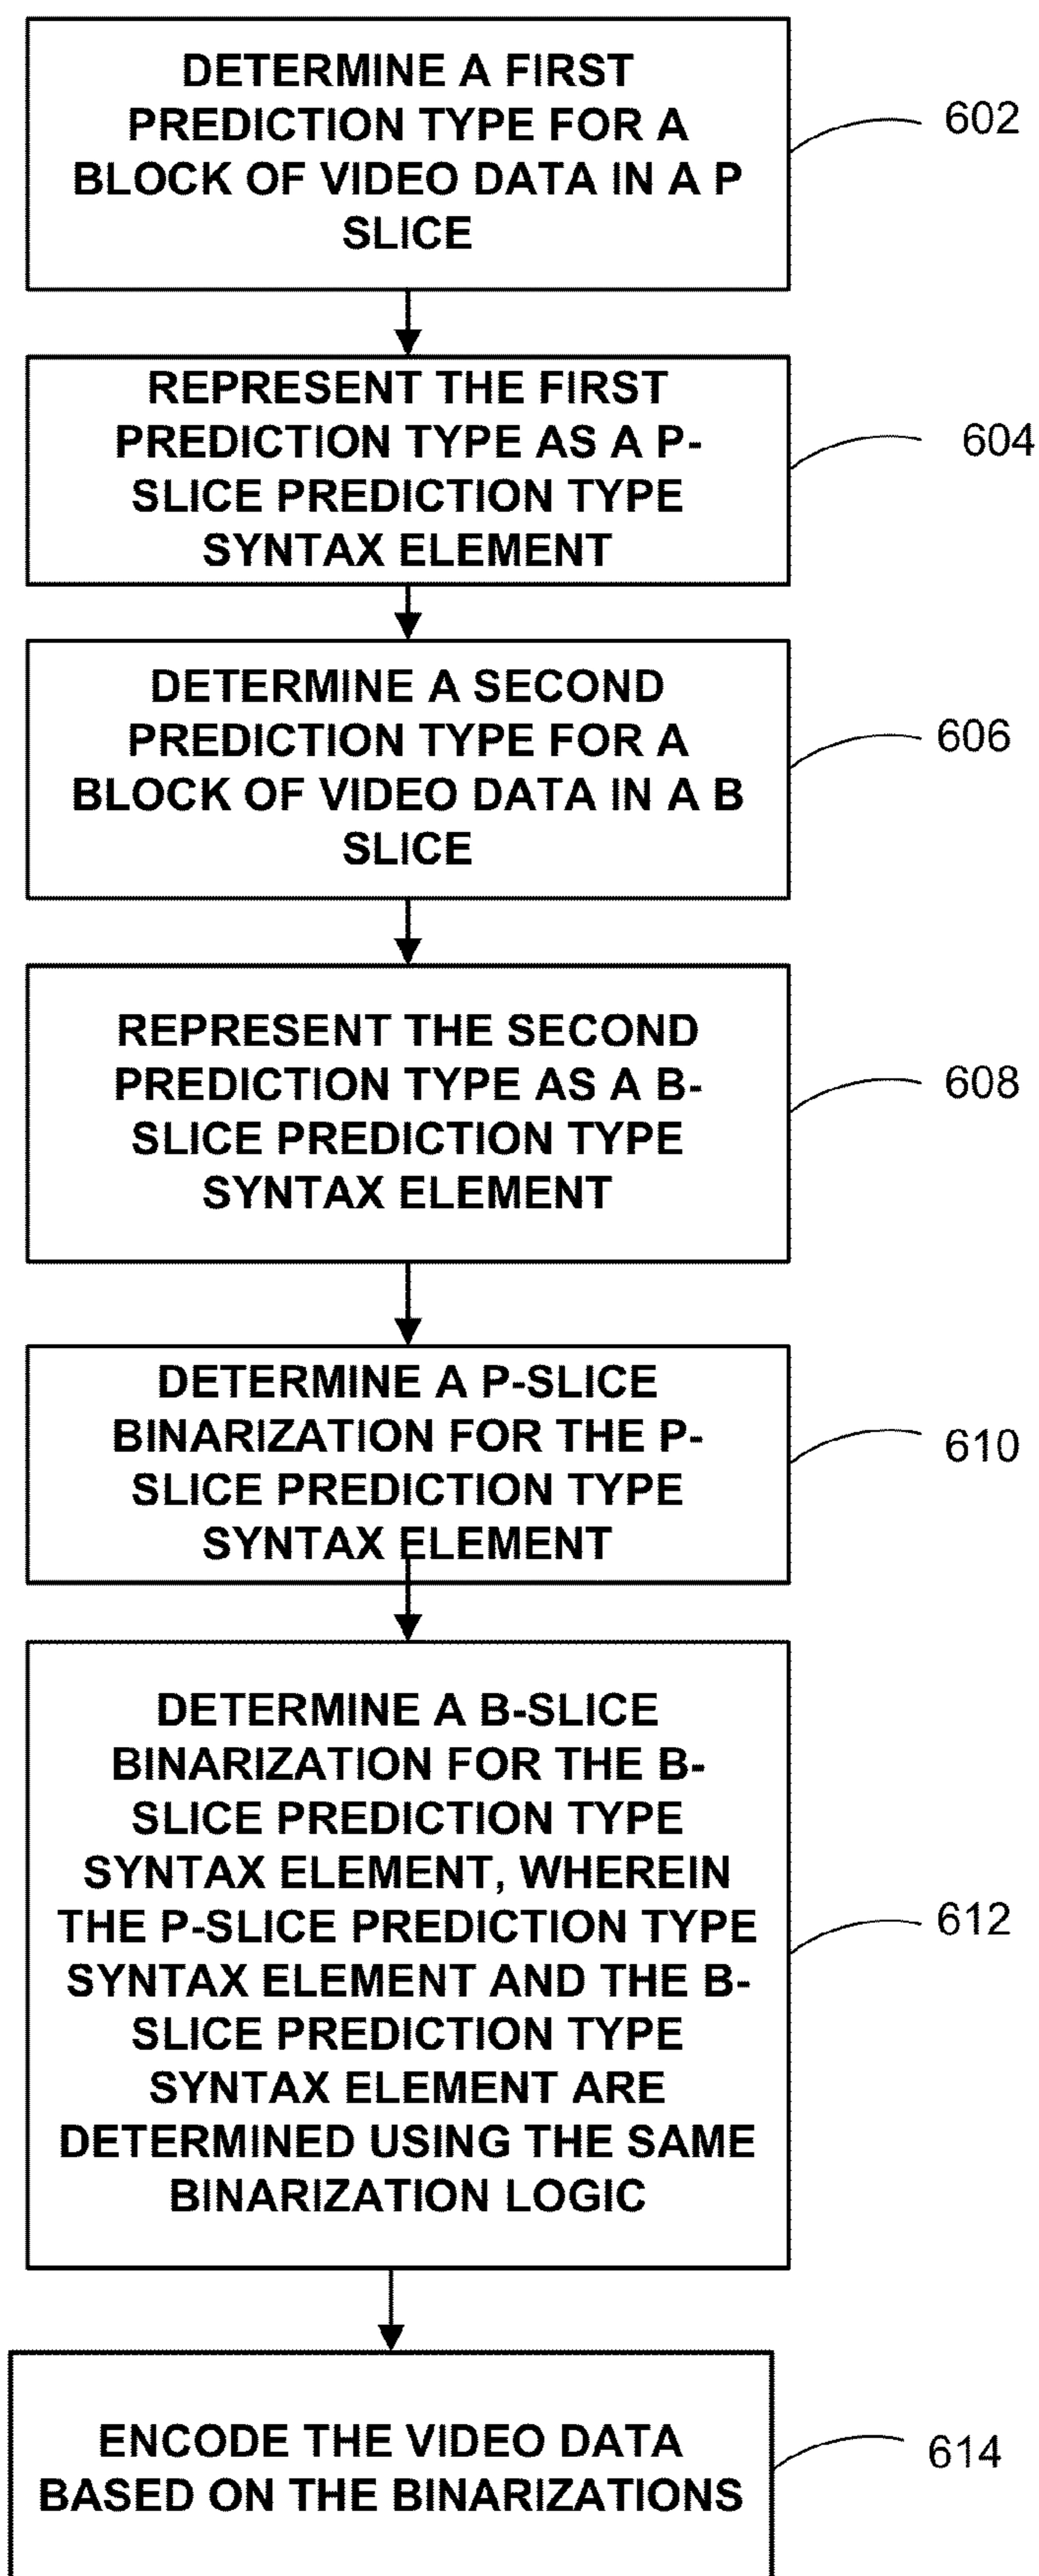 DETERMINE A FIRST
PREDICTION TYPE FOR A
BLOCK OF VIDEO DATA IN A P
SLICE
602
REPRESENT THE FIRST
PREDICTION TYPE AS A P-
SLICE PREDICTION TYPE
SYNTAX ELEMENT
604
DETERMINE A SECOND
PREDICTION TYPE FOR A
BLOCK OF VIDEO DATA IN A B
SLICE
606
REPRESENT THE SECOND
PREDICTION TYPE AS A B-
SLICE PREDICTION TYPE
SYNTAX ELEMENT
608
DETERMINE A P-SLICE
BINARIZATION FOR THE P-
SLICE PREDICTION TYPE
SYNTAX ELEMENT
610
DETERMINE A B-SLICE
BINARIZATION FOR THE B-
SLICE PREDICTION TYPE
SYNTAX ELEMENT, WHEREIN
THE P-SLICE PREDICTION TYPE
SYNTAX ELEMENT AND THE B-
SLICE PREDICTION TYPE
SYNTAX ELEMENT ARE
DETERMINED USING THE SAME
BINARIZATION LOGIC
612
ENCODE THE VIDEO DATA
BASED ON THE BINARIZATIONS
614